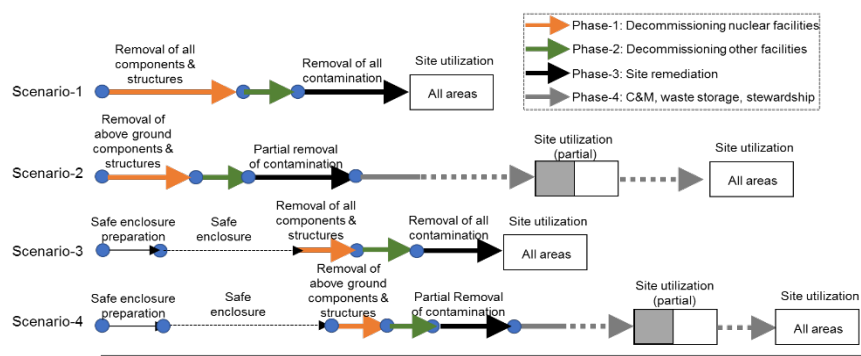 Removal of all
components &
structures
Removal of all
contamination
Site utilization
Scenario-1
All areas
Phase-1: Decommissioning nuclear facilities
Phase-2: Decommissioning other facilities
Phase-3: Site remediation
Phase-4: C&M, waste storage, stewardship
Removal of
above ground
components &
structures
Partial removal
of contamination
Site utilization
(partial)
Site utilization
Scenario-2
All areas
Safe enclosure
preparation
Safe
enclosure
Removal of all
components &
structures
Removal of all
contamination
Site utilization
Scenario-3
All areas
Safe enclosure
preparation
Safe
enclosure
Removal of
above ground
components &
structures
Partial Removal
of contamination
Site utilization
(partial)
Site utilization
Scenario-4
All areas